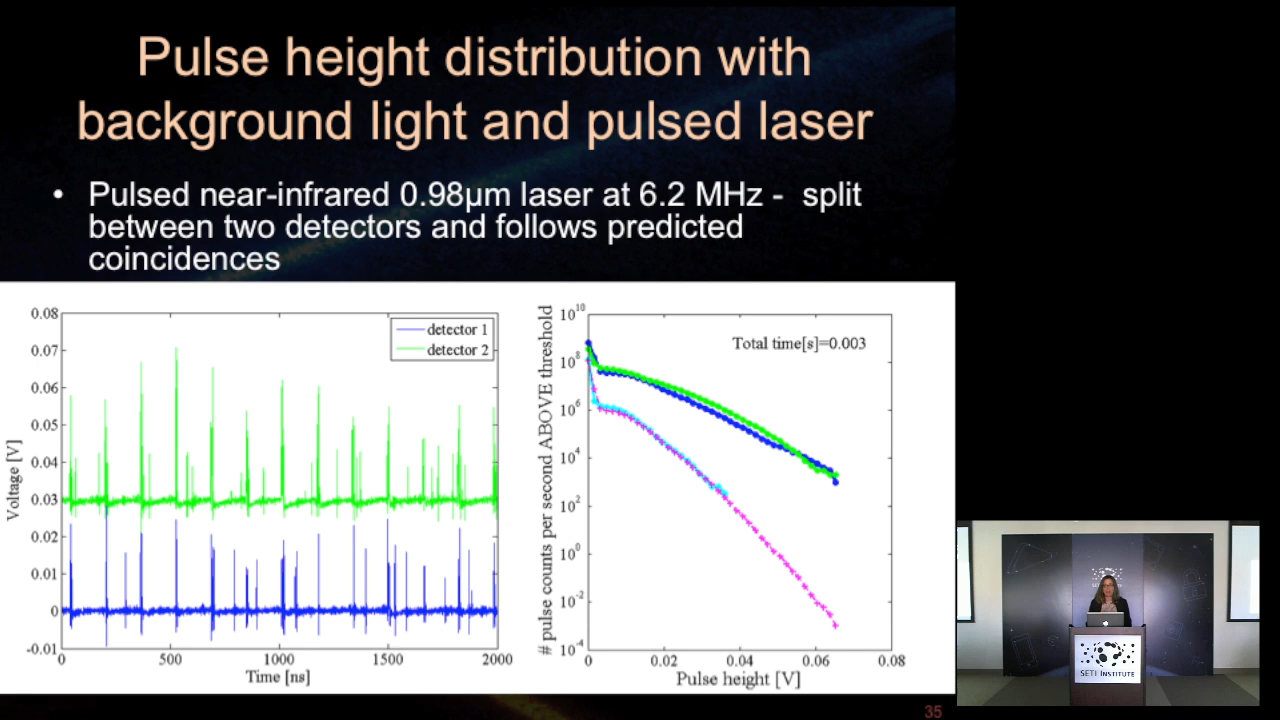 Pulse height distribution with
background light and pulsed laser
• Pulsed near-infrared 0.98µm laser at 6.2 MHz - split
between two detectors and follows predicted
coincidences
0.08
0.07
0.06
0.05
0.04
0.03
0.02
0.01
0
-0.01
Voltage [V]
detector 1
detector 2
0 500 1000 1500 2000
Time [ns]
# pulse counts per second ABOVE threshold
10^10
10^8
10^6
10^4
10^2
10^0
10^-2
10^-4
Total time[s]=0.003
0 0.02 0.04 0.06 0.08
Pulse height [V]
35
SETI INSTITUTE